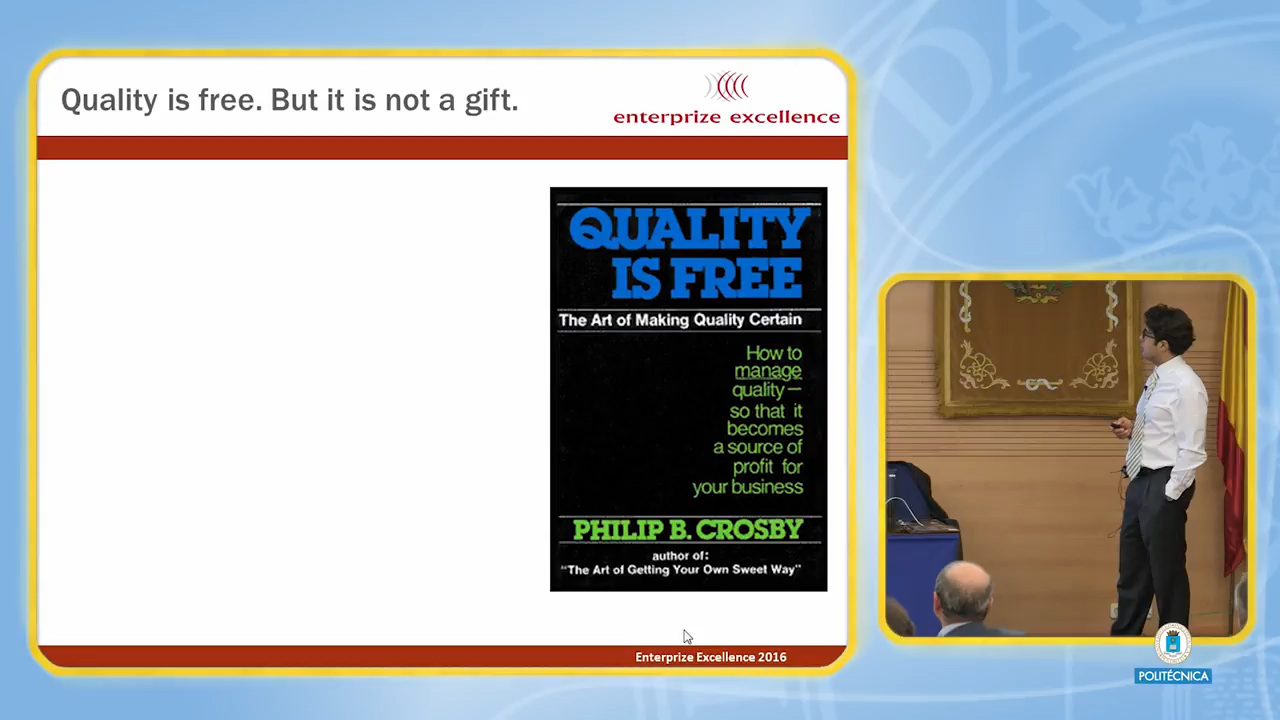 Quality is free. But it is not a gift.
enterprize excellence
QUALITY
IS FREE
The Art of Making Quality Certain
How to
manage
quality—
so that it
becomes
a source of
profit for
your business
PHILIP B. CROSBY
author of:
"The Art of Getting Your Own Sweet Way"
Enterprize Excellence 2016
POLITÉCNICA